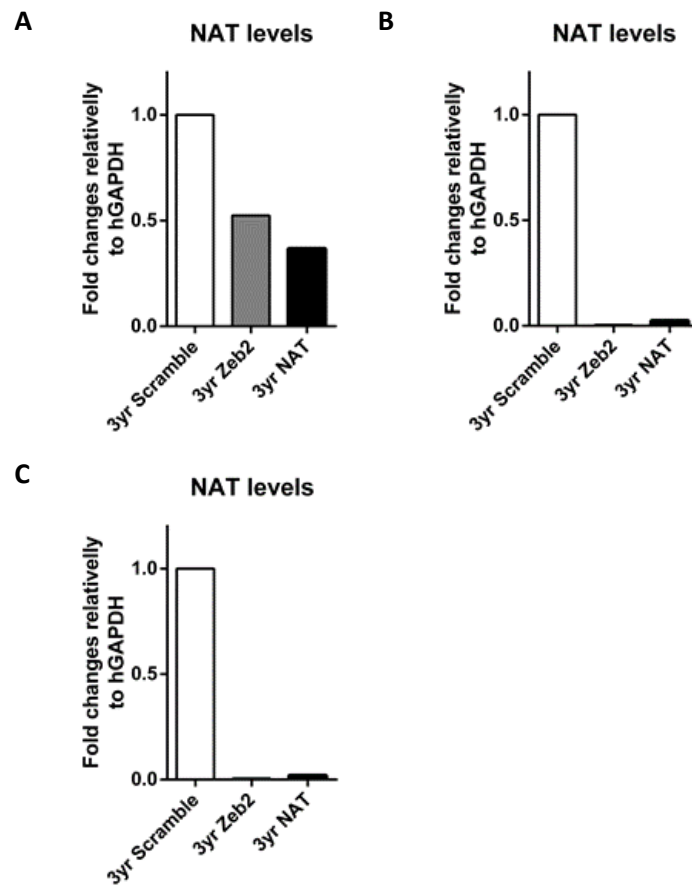 A
NAT levels
Fold changes relativelly
to hGAPDH
1.0
0.5
0.0
3yr Scramble
3yr Zeb2
3yr NAT
B
NAT levels
Fold changes relativelly
to hGAPDH
1.0
0.5
0.0
3yr Scramble
3yr Zeb2
3yr NAT
C
NAT levels
Fold changes relativelly
to hGAPDH
1.0
0.5
0.0
3yr Scramble
3yr Zeb2
3yr NAT